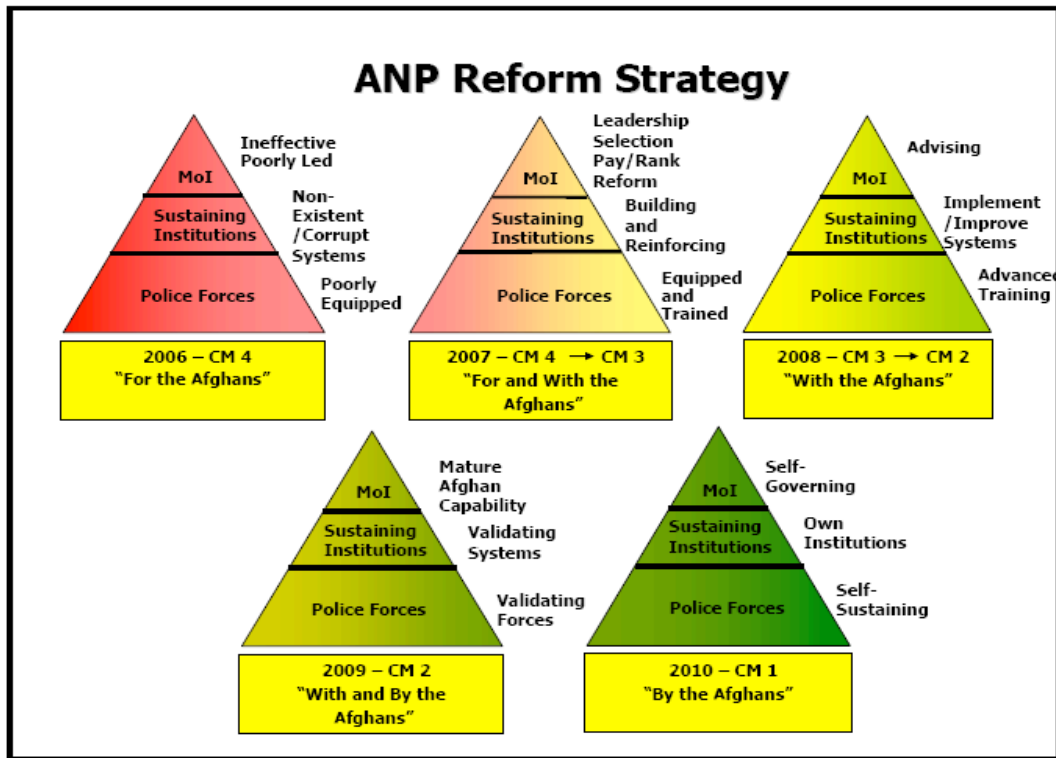 ANP Reform Strategy
Ineffective
Poorly Led
MoI
Non-
Existent
/Corrupt
Systems
Sustaining
Institutions
Poorly
Equipped
Police Forces
2006 – CM 4
“For the Afghans”
Leadership
Selection
Pay/Rank
Reform
MoI
Building
and
Reinforcing
Sustaining
Institutions
Equipped
and
Trained
Police Forces
2007 – CM 4 → CM 3
“For and With the
Afghans”
Advising
MoI
Implement
/Improve
Systems
Sustaining
Institutions
Advanced
Training
Police Forces
2008 – CM 3 → CM 2
“With the Afghans”
Mature
Afghan
Capability
MoI
Validating
Systems
Sustaining
Institutions
Validating
Forces
Police Forces
2009 – CM 2
“With and By the
Afghans”
Self-
Governing
MoI
Own
Institutions
Sustaining
Institutions
Self-
Sustaining
Police Forces
2010 – CM 1
“By the Afghans”